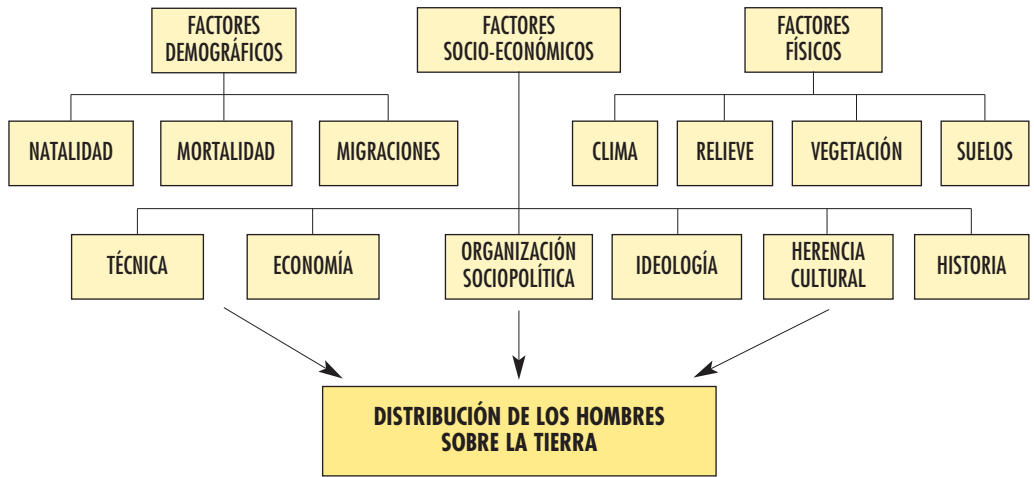 FACTORES
DEMOGRÁFICOS
FACTORES
SOCIO-ECONÓMICOS
FACTORES
FÍSICOS
NATALIDAD
MORTALIDAD
MIGRACIONES
CLIMA
RELIEVE
VEGETACIÓN
SUELOS
TÉCNICA
ECONOMÍA
ORGANIZACIÓN
SOCIOPOLÍTICA
IDEOLOGÍA
HERENCIA
CULTURAL
HISTORIA
DISTRIBUCIÓN DE LOS HOMBRES
SOBRE LA TIERRA